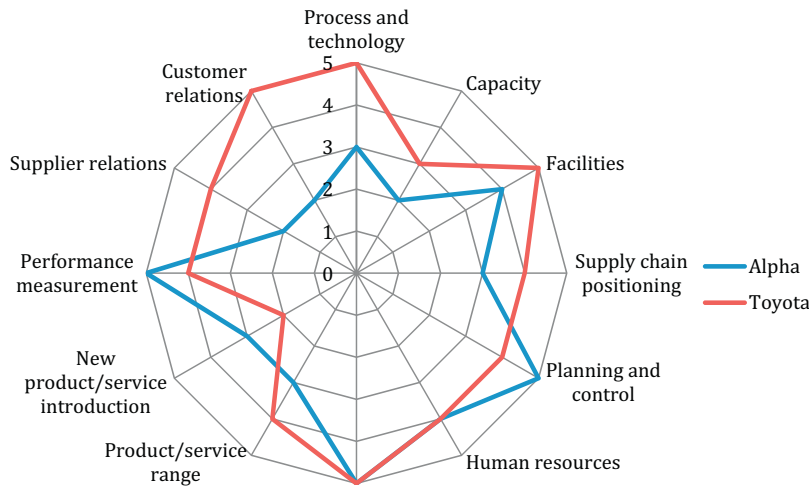 Process and
technology
Customer
relations
5
Capacity
4
Supplier relations
3
Facilities
2
1
Performance
measurement
0
Supply chain
positioning
Alpha
Toyota
New
product/service
introduction
Planning and
control
Product/service
range
Human resources